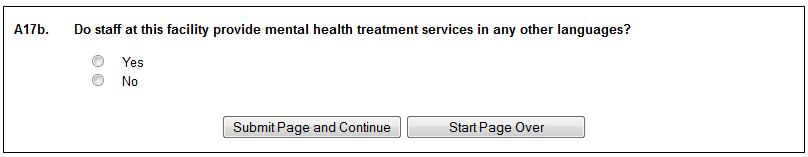 A17b. Do staff at this facility provide mental health treatment services in any other languages?
Yes
No
Submit Page and Continue Start Page Over